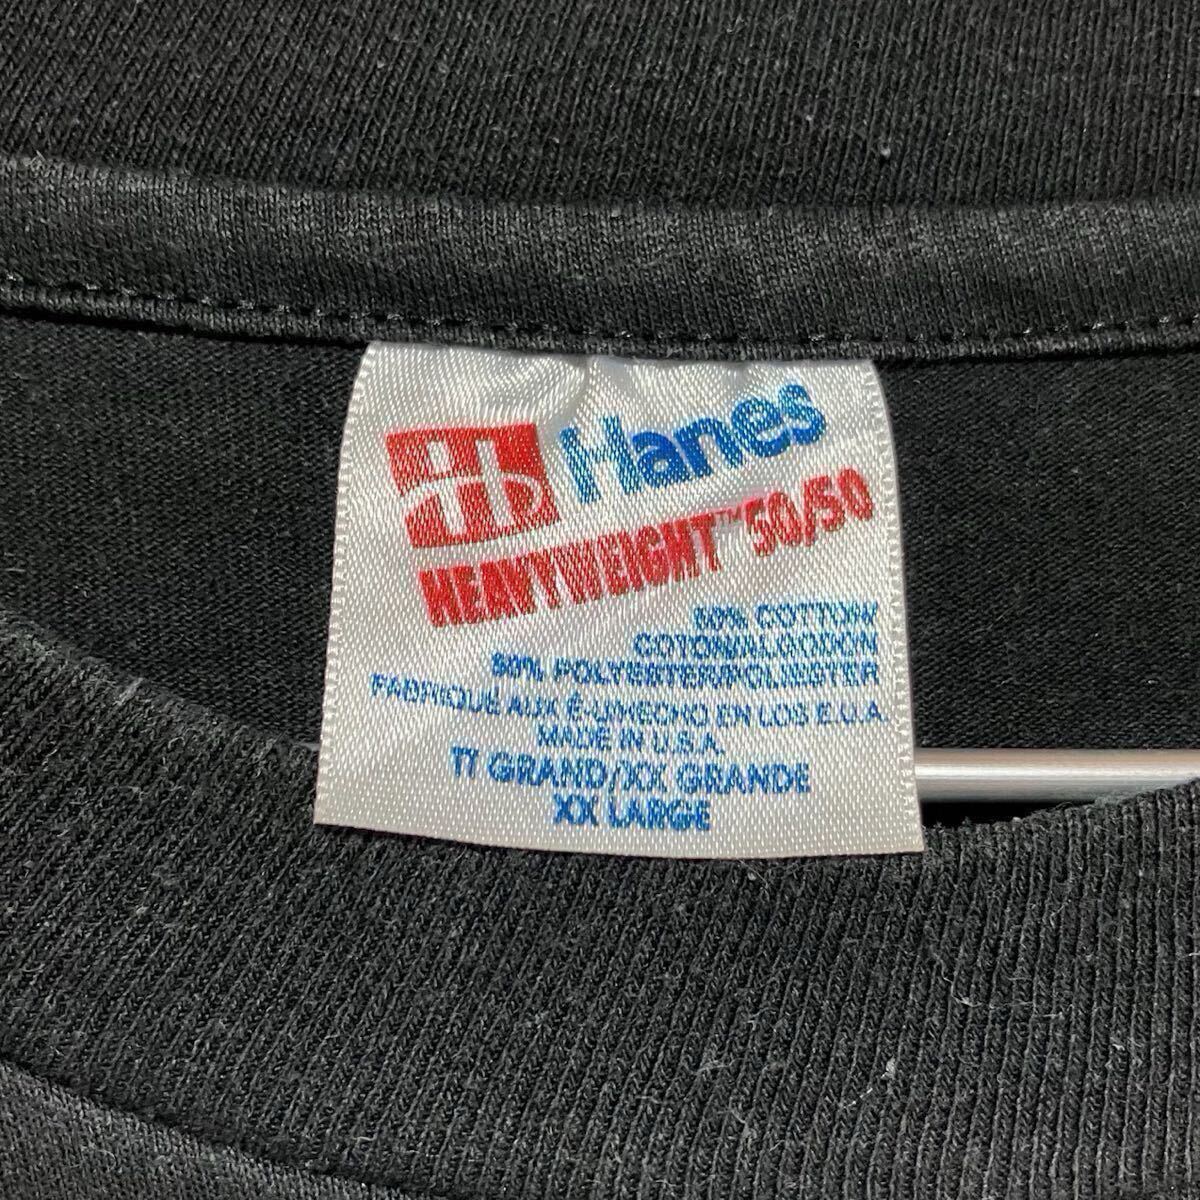 Hanes
HEAVYWEIGHT™ 50/50
50% COTTON/
COTON/ALGODON
50% POLYESTER/POLIESTER
FABRIQUÉ AUX É-U/HECHO EN LOS E.U.A.
MADE IN U.S.A.
TT GRAND/XX GRANDE
XX LARGE